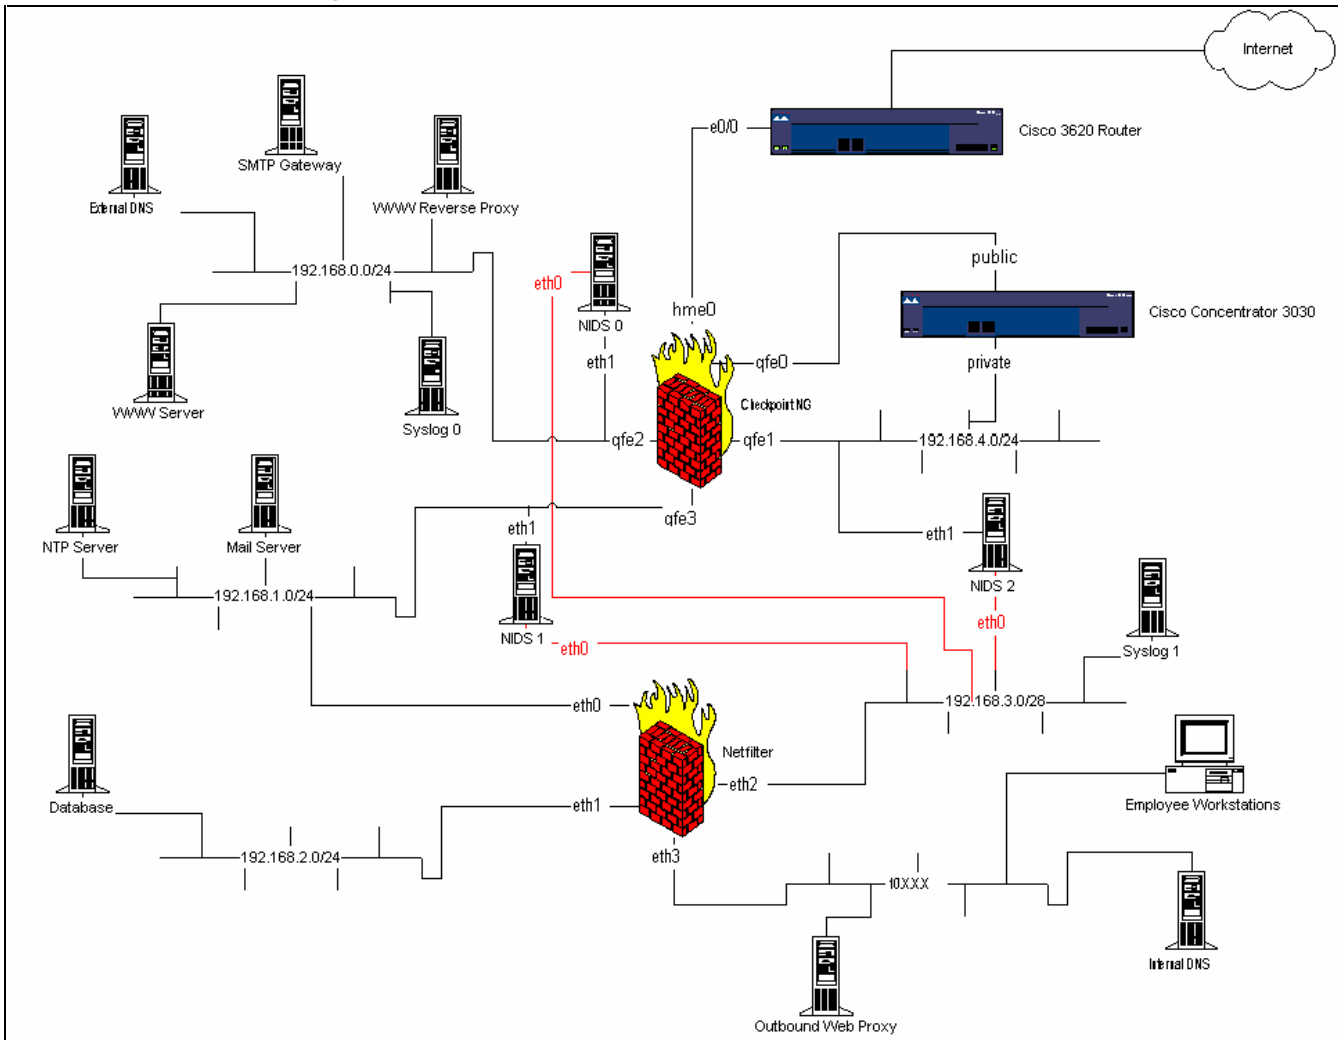 Internet
e0/0
Cisco 3620 Router
SMTP Gateway
External DNS
WWW Reverse Proxy
192.168.0.0/24
eth0
NIDS 0
hme0
public
Cisco Concentrator 3030
eth1
qfe0
private
WWW Server
Syslog 0
Checkpoint NG
qfe2
qfe1
192.168.4.0/24
qfe3
eth1
eth1
NTP Server
Mail Server
NIDS 2
192.168.1.0/24
NIDS 1
eth0
eth0
Syslog 1
192.168.3.0/28
eth0
Netfilter
eth2
Database
eth1
Employee Workstations
192.168.2.0/24
eth3
10.X.X.X
Internal DNS
Outbound Web Proxy